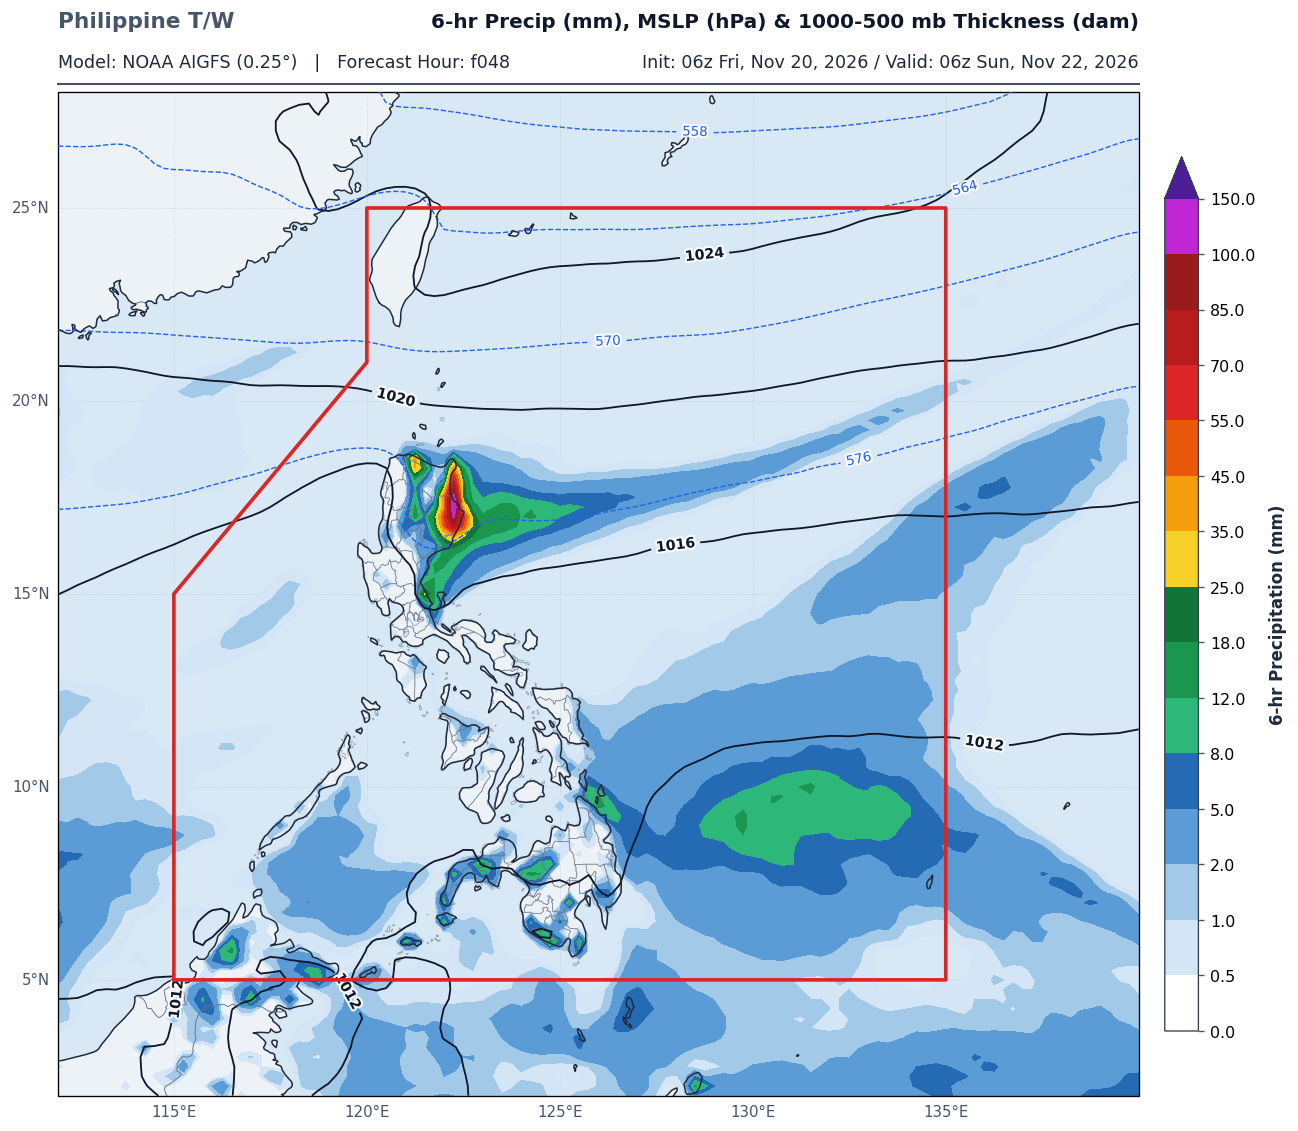 Philippine T/W
6-hr Precip (mm), MSLP (hPa) & 1000-500 mb Thickness (dam)
Model: NOAA AIGFS (0.25°) | Forecast Hour: f048
Init: 06z Fri, Nov 20, 2026 / Valid: 06z Sun, Nov 22, 2026
558
564
25°N
1024
570
20°N
1020
576
1016
15°N
1012
10°N
5°N
1012
1012
115°E
120°E
125°E
130°E
135°E
150.0
100.0
85.0
70.0
55.0
45.0
35.0
25.0
18.0
12.0
8.0
5.0
2.0
1.0
0.5
0.0
6-hr Precipitation (mm)